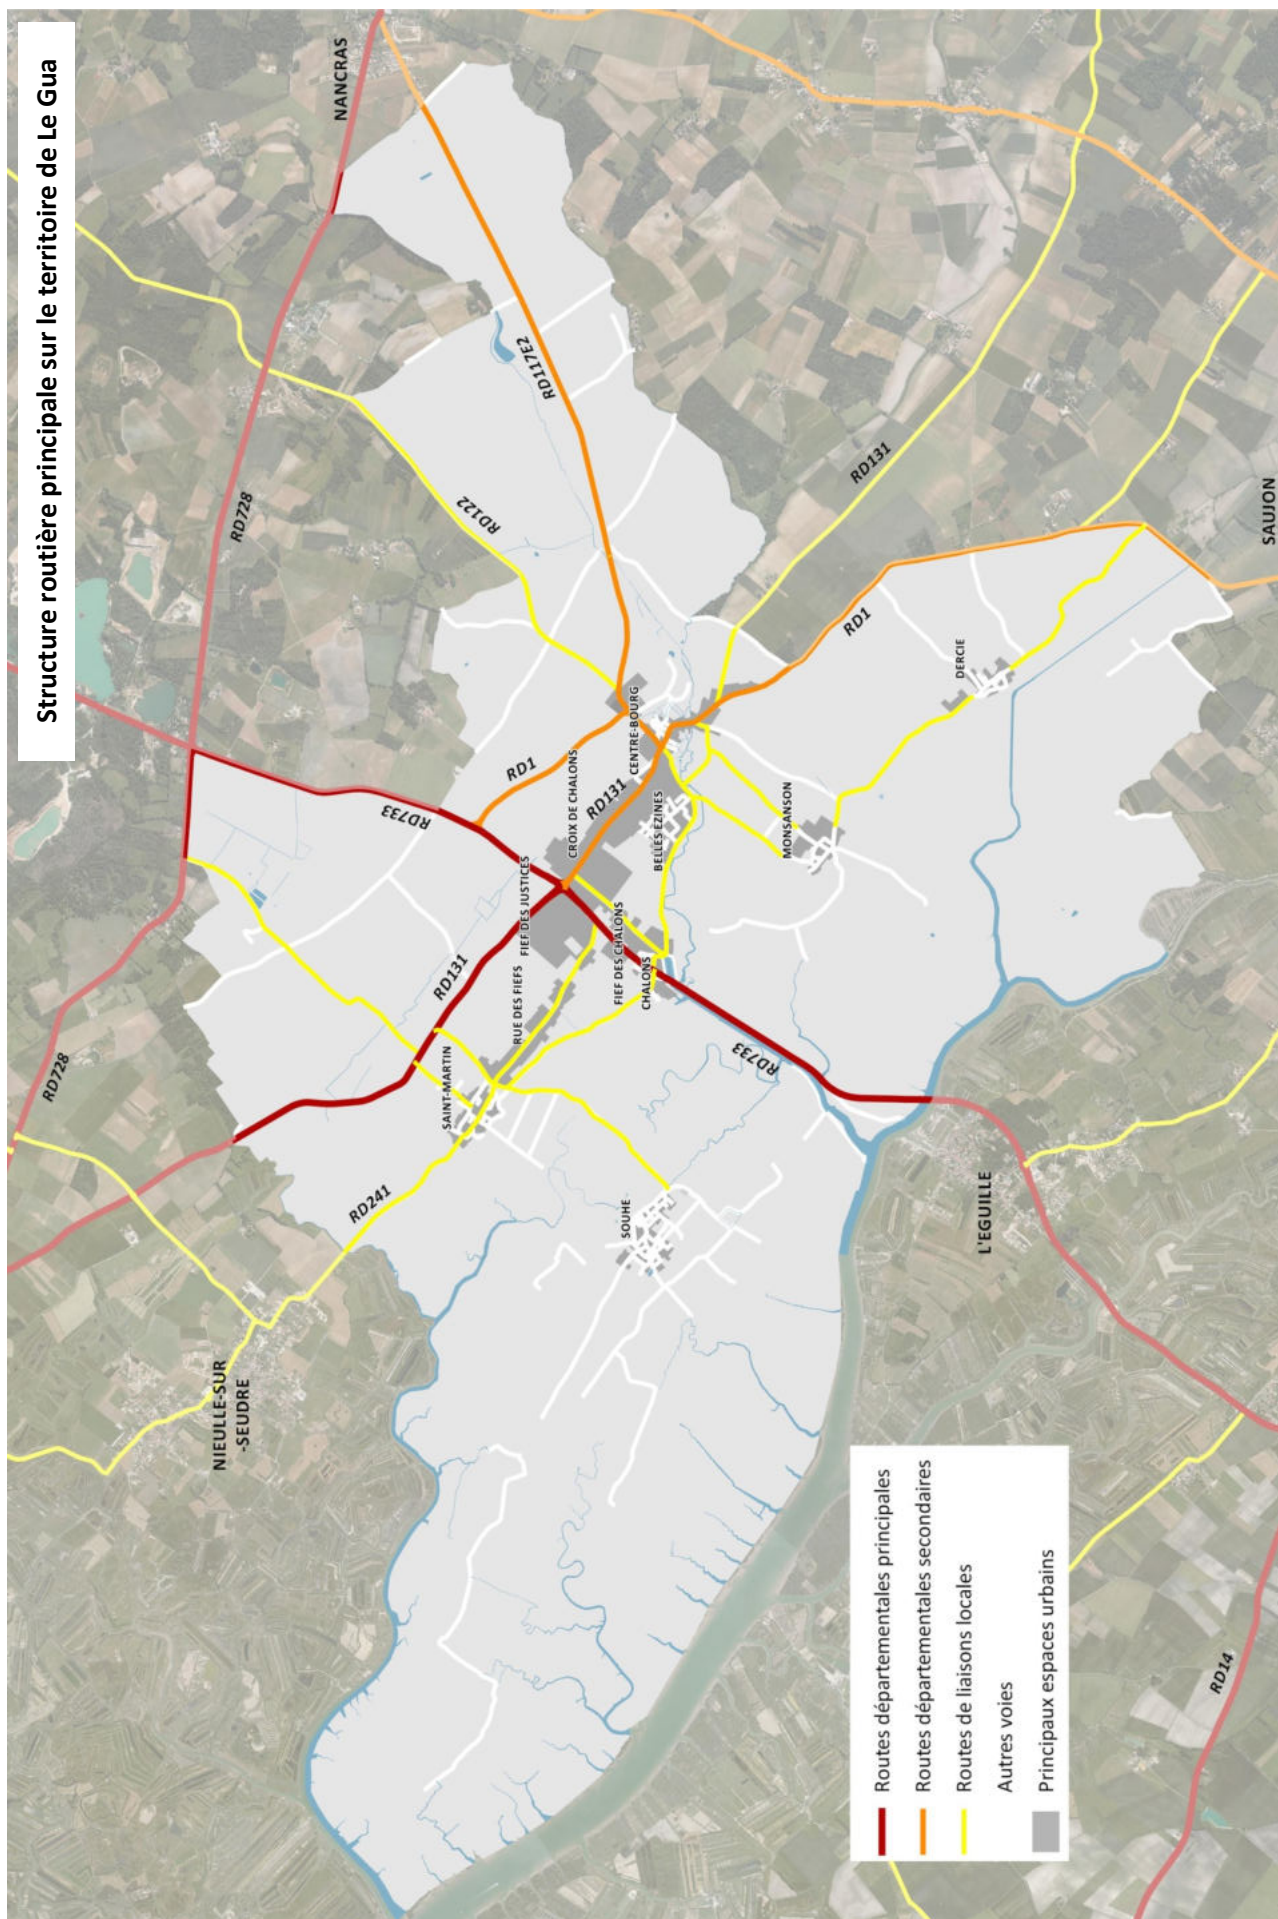 Structure routière principale sur le territoire de Le Gua
NANCRAS
RD728
RD117E2
RD122
RD131
RD733
RD1
CENTRE-BOURG
CROIX DE CHALONS
RD131
BELLES EZINES
RD1
DERCIE
SAUJON
MONSANSON
FIEF DES JUSTICES
FIEF DES CHALONS
CHALONS
RD131
RUE DES FIEFS
SAINT-MARTIN
RD728
RD733
RD241
SOUHE
L'EGUILLE
NIEULLE-SUR
-SEUDRE
RD14
Routes départementales principales
Routes départementales secondaires
Routes de liaisons locales
Autres voies
Principaux espaces urbains